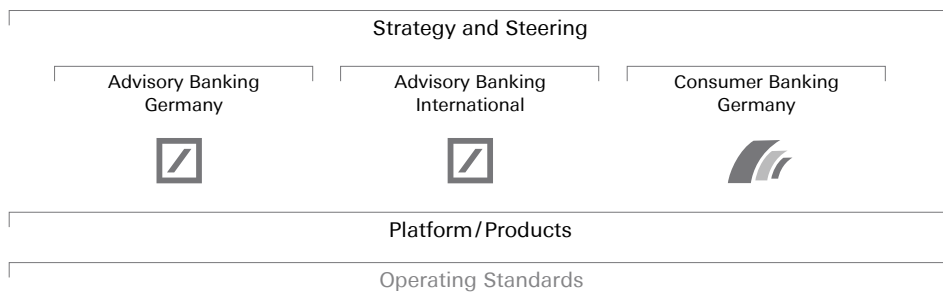 Strategy and Steering
Advisory Banking
Germany
Advisory Banking
International
Consumer Banking
Germany
Platform/Products
Operating Standards